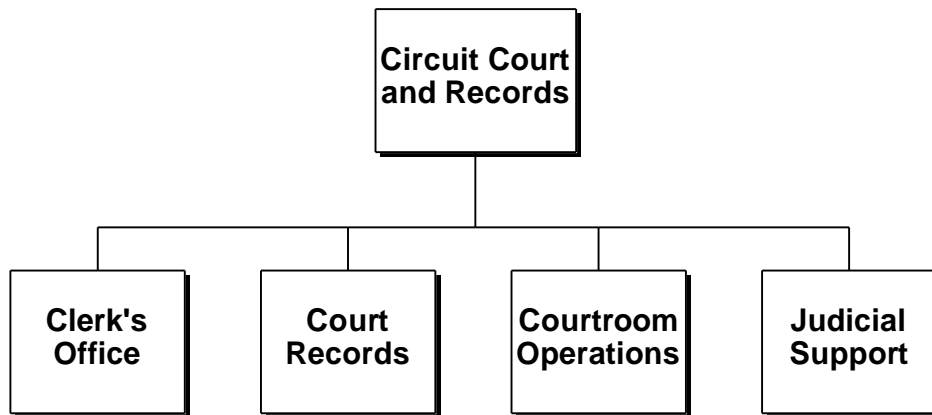 Circuit Court
and Records
Clerk's
Office
Court
Records
Courtroom
Operations
Judicial
Support